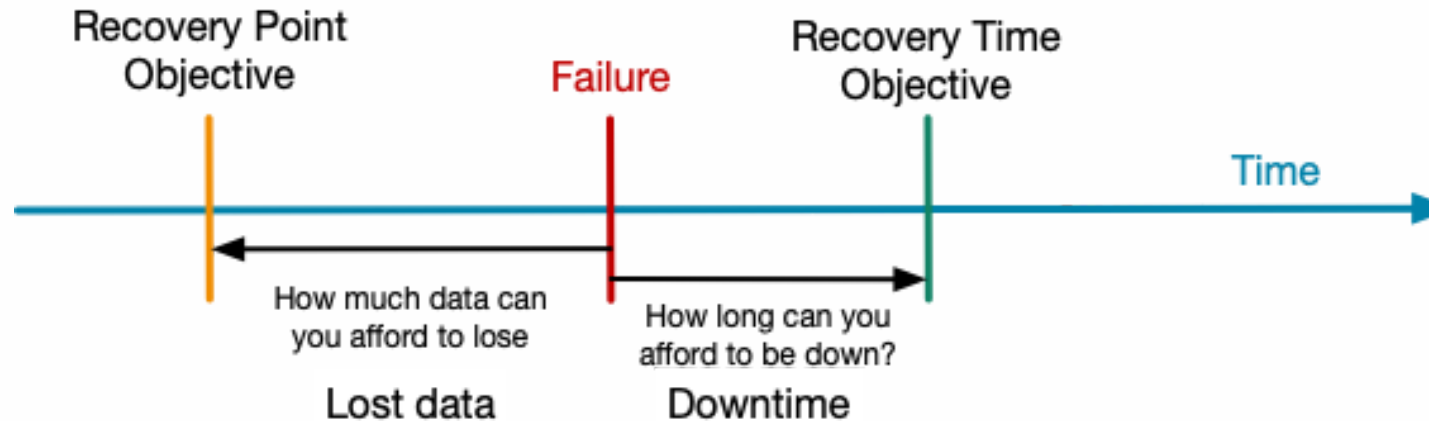 Recovery Point
Objective
Failure
Recovery Time
Objective
Time
How much data can
you afford to lose
How long can you
afford to be down?
Lost data
Downtime